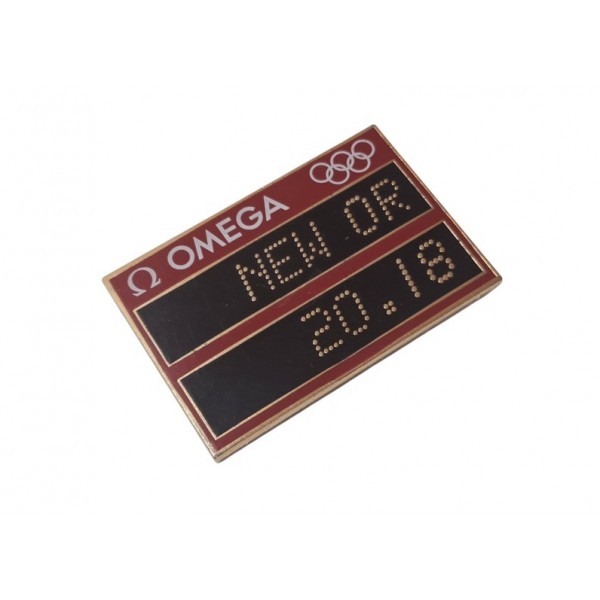 Ω OMEGA
NEW OR.
20.18